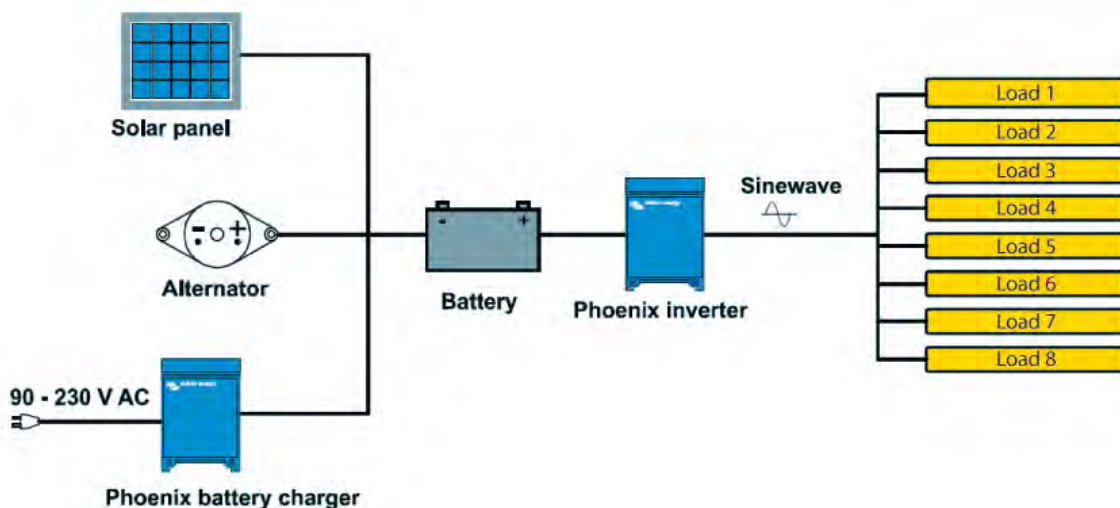 Solar panel
Alternator
90 - 230 V AC
Phoenix battery charger
- +
- +
Battery
Phoenix inverter
Sinewave
Load 1
Load 2
Load 3
Load 4
Load 5
Load 6
Load 7
Load 8